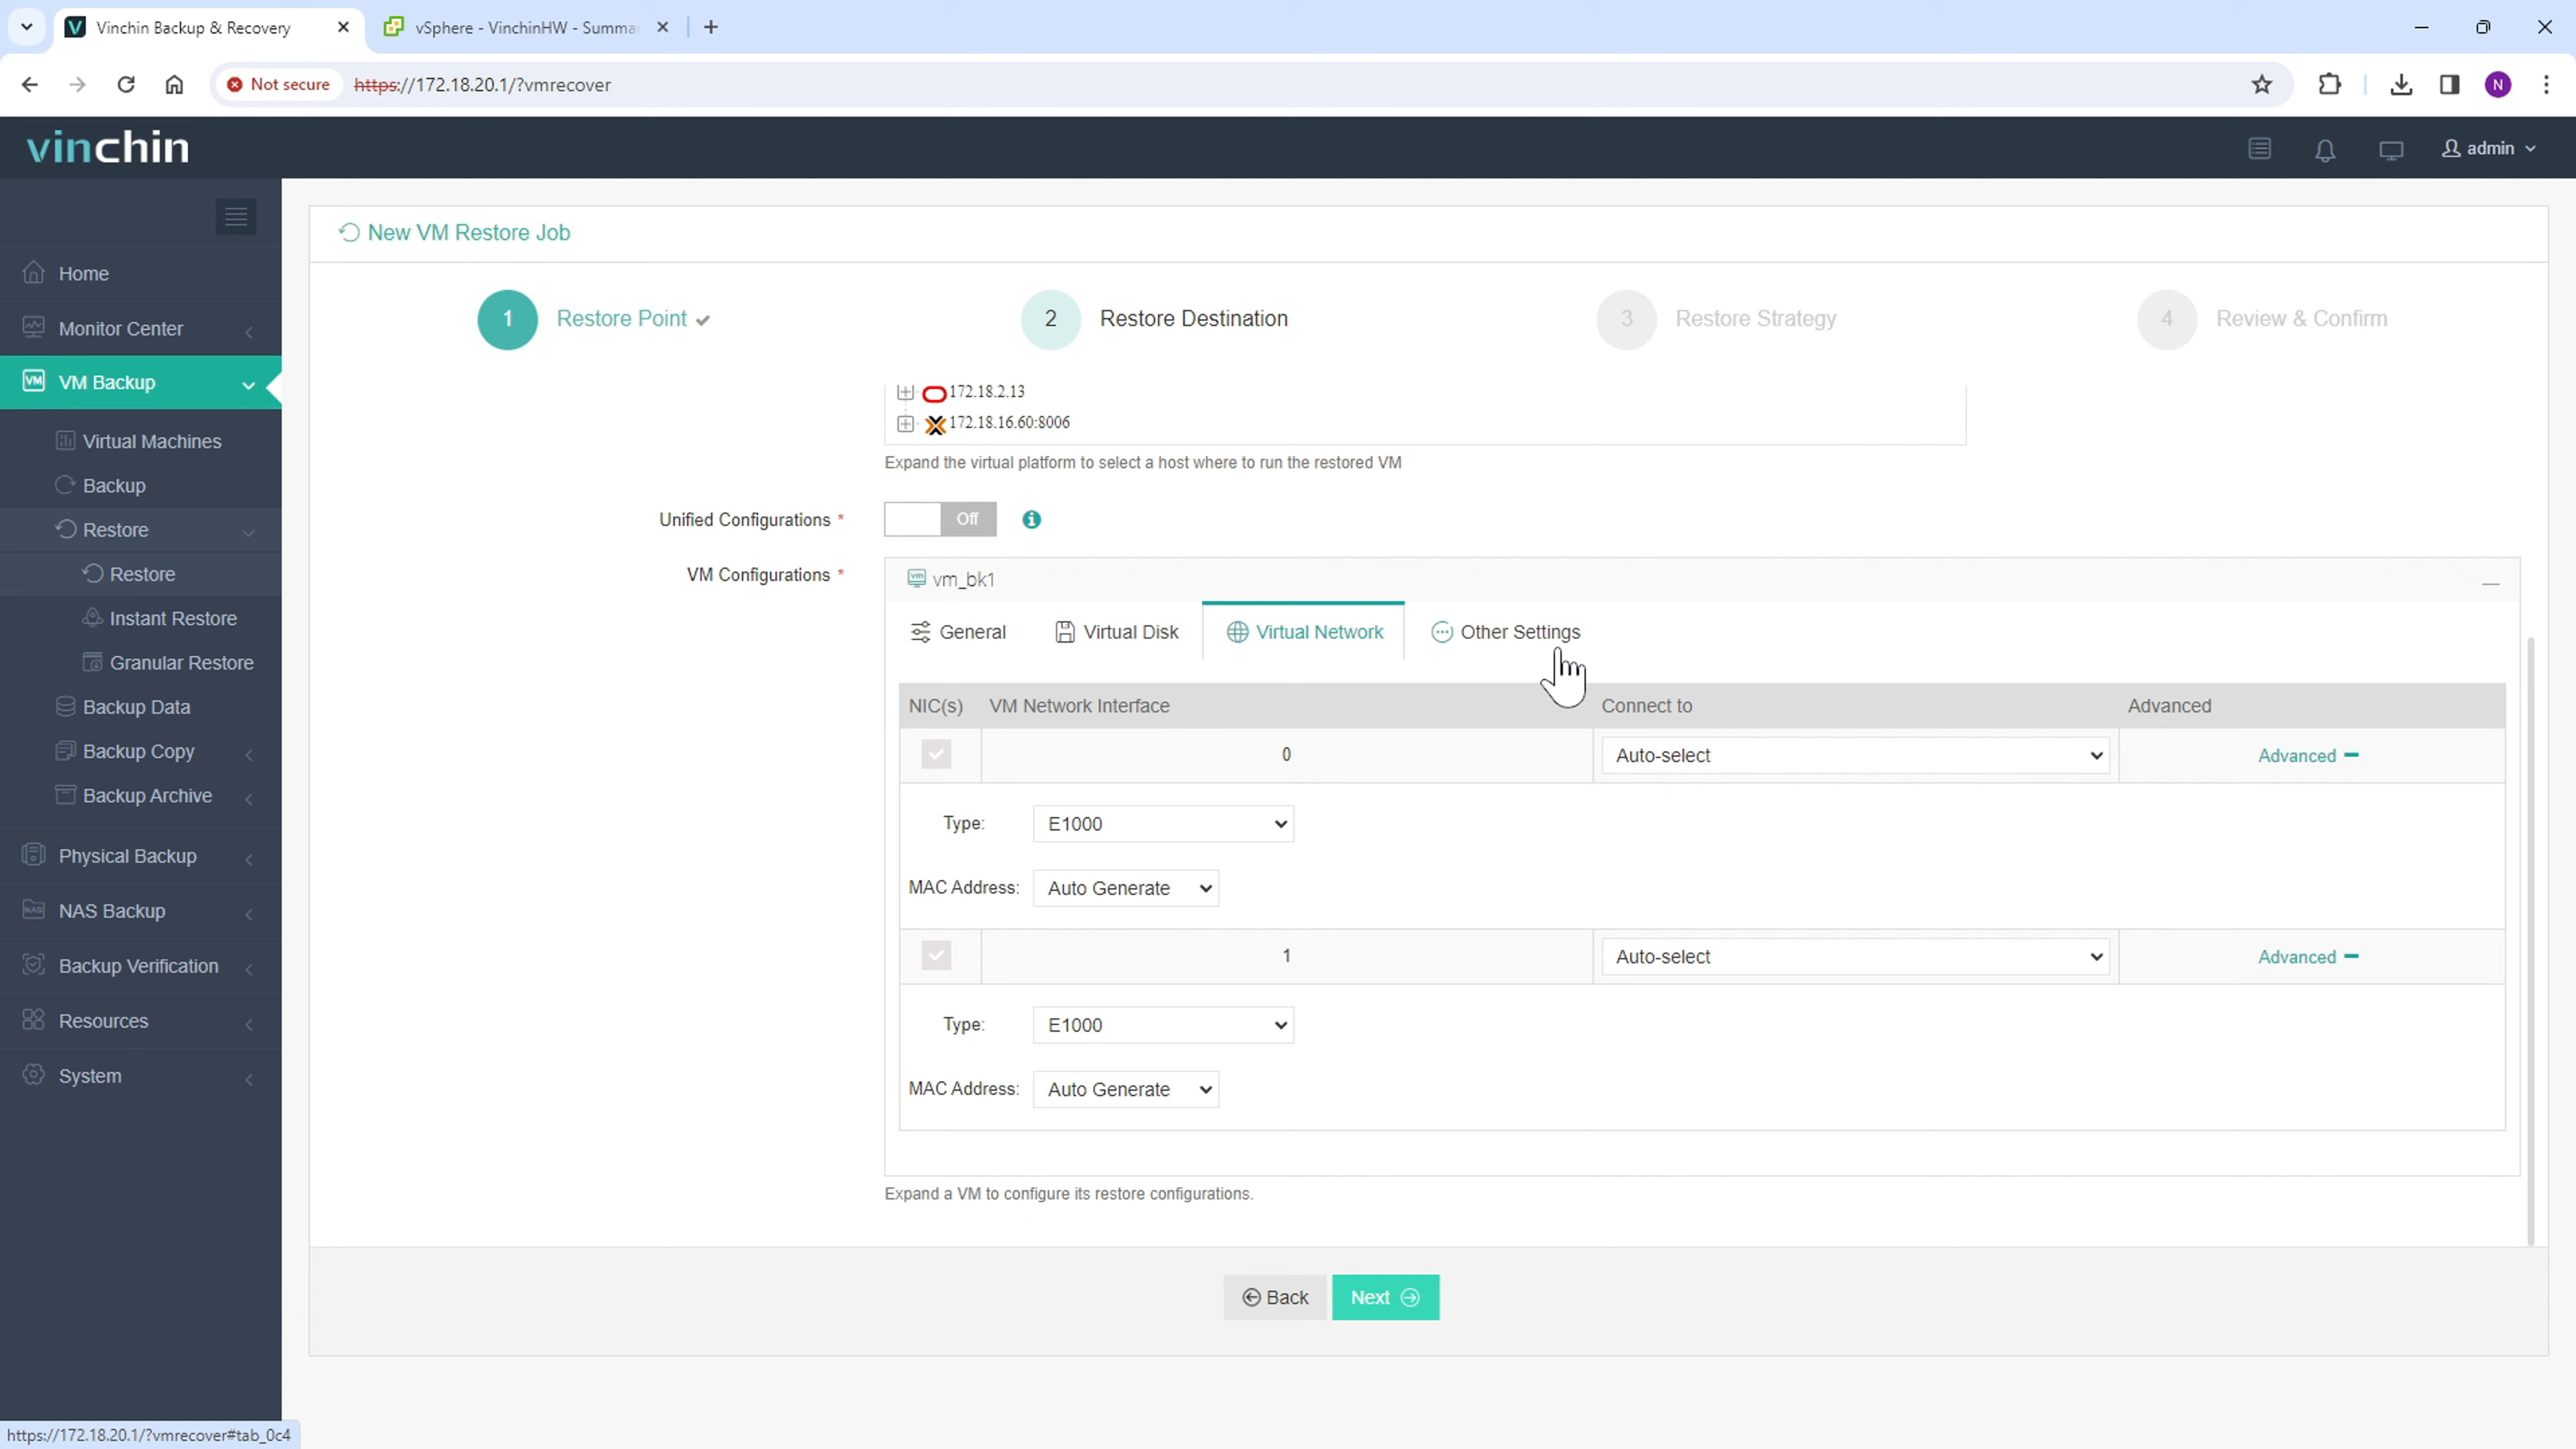 Vinchin Backup & Recovery
vSphere - VinchinHW - Summa
Not secure
https://172.18.20.1/?vmrecover
N
vinchin
admin
New VM Restore Job
Home
Monitor Center
VM Backup
Virtual Machines
Backup
Restore
Restore
Instant Restore
Granular Restore
Backup Data
Backup Copy
Backup Archive
Physical Backup
NAS Backup
Backup Verification
Resources
System
1 Restore Point
2 Restore Destination
3 Restore Strategy
4 Review & Confirm
172.18.2.13
172.18.16.60:8006
Expand the virtual platform to select a host where to run the restored VM
Unified Configurations * Off
VM Configurations * vm_bk1
General Virtual Disk Virtual Network Other Settings
NIC(s) VM Network Interface Connect to Advanced
0 Auto-select Advanced
Type: E1000
MAC Address: Auto Generate
1 Auto-select Advanced
Type: E1000
MAC Address: Auto Generate
Expand a VM to configure its restore configurations.
Back Next
https://172.18.20.1/?vmrecover#tab_0c4